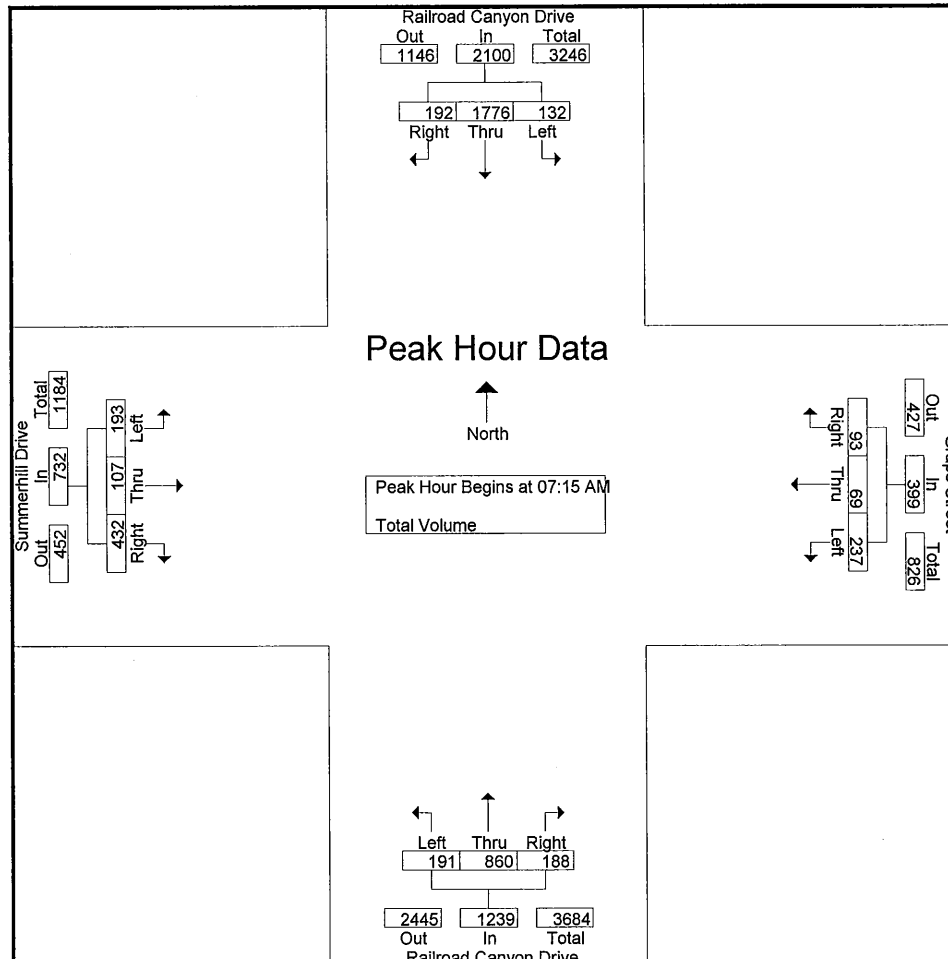 Railroad Canyon Drive
Out In Total
1146 2100 3246
192 1776 132
Right Thru Left
Peak Hour Data
North
Peak Hour Begins at 07:15 AM
Total Volume
Summerhill Drive
Out In Total
452 732 1184
432 107 193
Right Thru Left
Out In Total
427 399 826
93 69 237
Right Thru Left
Left Thru Right
191 860 188
2445 1239 3684
Out In Total
Railroad Canyon Drive